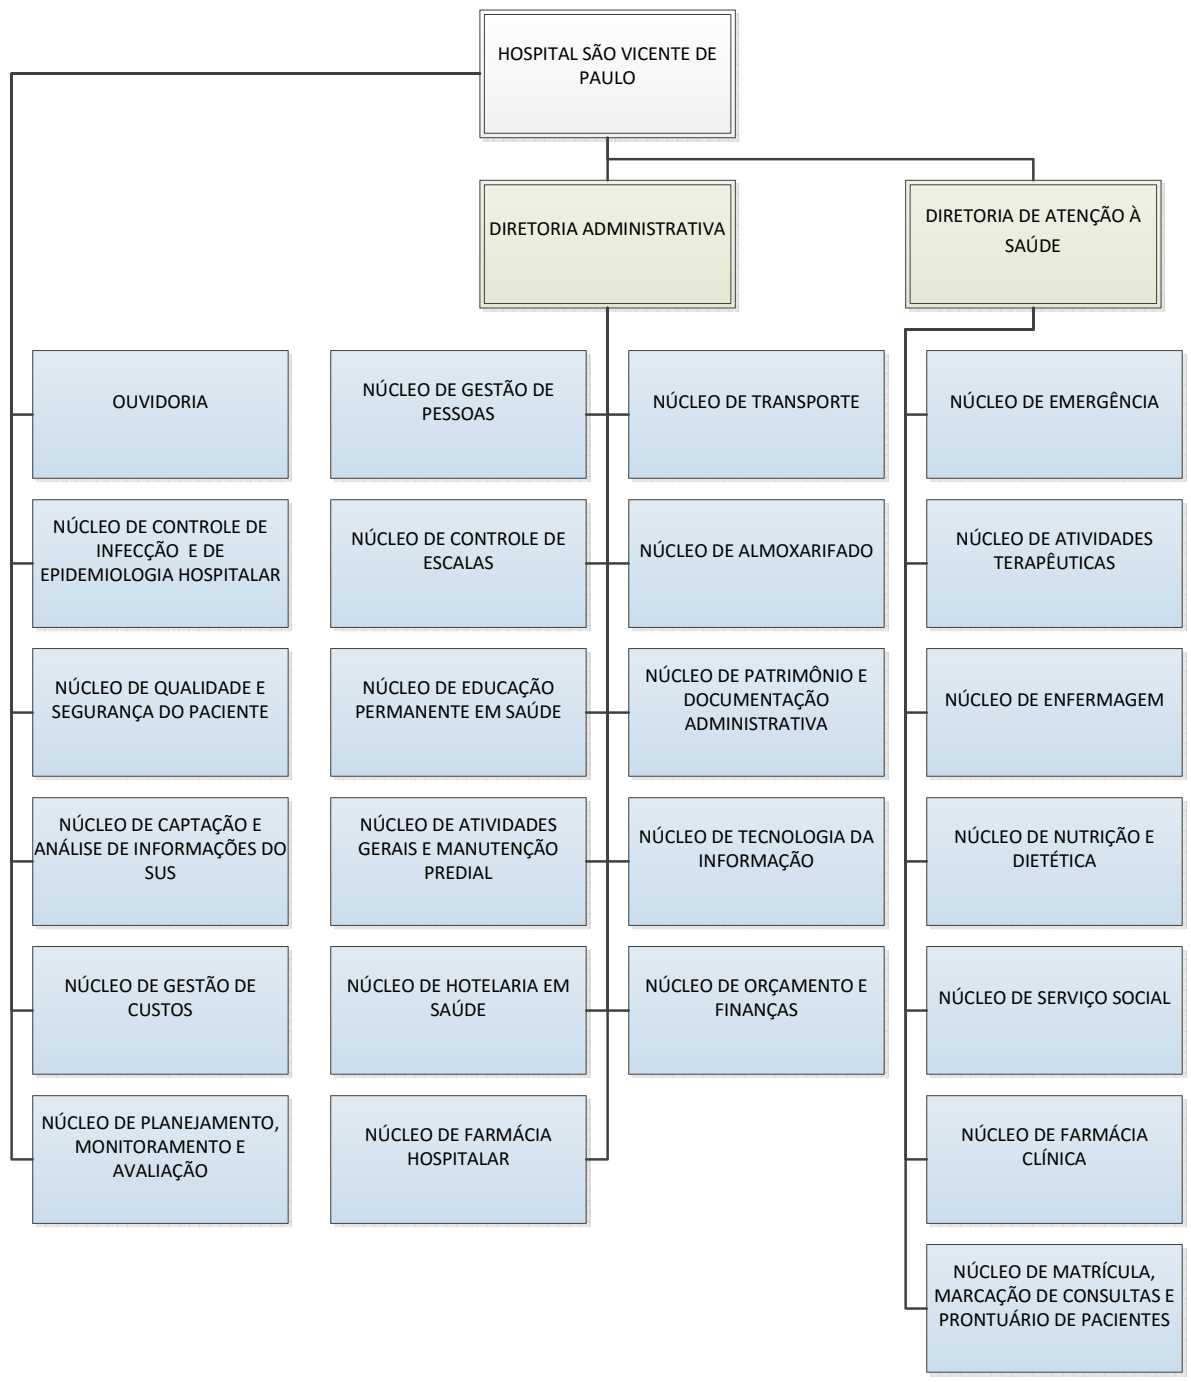 HOSPITAL SÃO VICENTE DE
PAULO
DIRETORIA ADMINISTRATIVA
DIRETORIA DE ATENÇÃO À
SAÚDE
OUVIDORIA
NÚCLEO DE CONTROLE DE
INFECÇÃO E DE
EPIDEMIOLOGIA HOSPITALAR
NÚCLEO DE QUALIDADE E
SEGURANÇA DO PACIENTE
NÚCLEO DE CAPTAÇÃO E
ANÁLISE DE INFORMAÇÕES DO
SUS
NÚCLEO DE GESTÃO DE
CUSTOS
NÚCLEO DE PLANEJAMENTO,
MONITORAMENTO E
AVALIAÇÃO
NÚCLEO DE GESTÃO DE
PESSOAS
NÚCLEO DE CONTROLE DE
ESCALAS
NÚCLEO DE EDUCAÇÃO
PERMANENTE EM SAÚDE
NÚCLEO DE ATIVIDADES
GERAIS E MANUTENÇÃO
PREDIAL
NÚCLEO DE HOTELARIA EM
SAÚDE
NÚCLEO DE FARMÁCIA
HOSPITALAR
NÚCLEO DE TRANSPORTE
NÚCLEO DE ALMOXARIFADO
NÚCLEO DE PATRIMÔNIO E
DOCUMENTAÇÃO
ADMINISTRATIVA
NÚCLEO DE TECNOLOGIA DA
INFORMAÇÃO
NÚCLEO DE ORÇAMENTO E
FINANÇAS
NÚCLEO DE EMERGÊNCIA
NÚCLEO DE ATIVIDADES
TERAPÊUTICAS
NÚCLEO DE ENFERMAGEM
NÚCLEO DE NUTRIÇÃO E
DIETÉTICA
NÚCLEO DE SERVIÇO SOCIAL
NÚCLEO DE FARMÁCIA
CLÍNICA
NÚCLEO DE MATRÍCULA,
MARCAÇÃO DE CONSULTAS E
PRONTUÁRIO DE PACIENTES